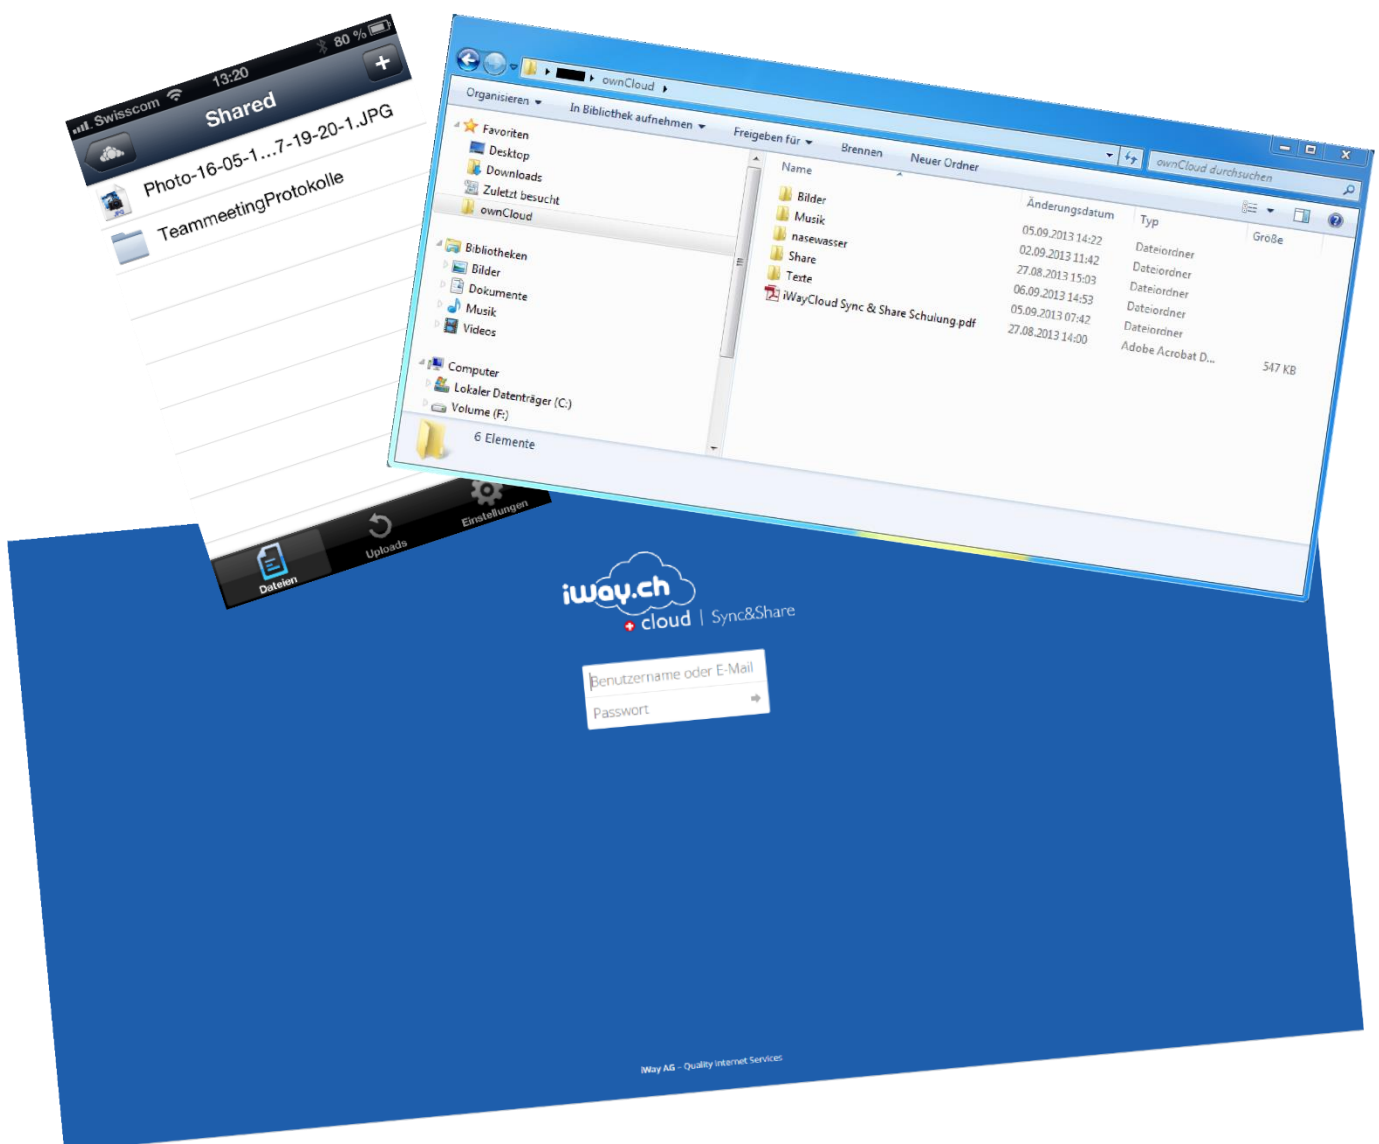 Swisscom 13:20 80 %
Shared
Photo-16-05-1...7-19-20-1.JPG
TeammeetingProtokolle
Dateien Uploads Einstellungen
ownCloud
ownCloud durchsuchen
Organisieren In Bibliothek aufnehmen Freigeben für Brennen Neuer Ordner
Favoriten
Desktop
Downloads
Zuletzt besucht
ownCloud
Bibliotheken
Bilder
Dokumente
Musik
Videos
Computer
Lokaler Datenträger (C:)
Volume (F:)
Name Änderungsdatum Typ Größe
Bilder 05.09.2013 14:22 Dateiordner
Musik 02.09.2013 11:42 Dateiordner
nasewasser 27.08.2013 15:03 Dateiordner
Share 06.09.2013 14:53 Dateiordner
Texte 05.09.2013 07:42 Dateiordner
iWayCloud Sync & Share Schulung.pdf 27.08.2013 14:00 Adobe Acrobat D... 547 KB
6 Elemente
iway.ch
cloud | Sync&Share
Benutzername oder E-Mail
Passwort
iWay AG – Quality Internet Services